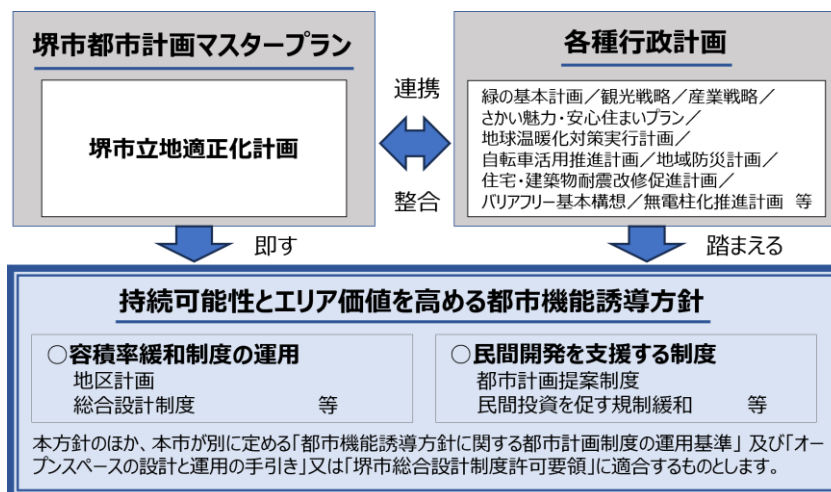 堺市都市計画マスタープラン
堺市立地適正化計画
連携
整合
各種行政計画
緑の基本計画／観光戦略／産業戦略／
さかい魅力・安心住まいプラン／
地球温暖化対策実行計画／
自転車活用推進計画／地域防災計画／
住宅・建築物耐震改修促進計画／
バリアフリー基本構想／無電柱化推進計画 等
即す
踏まえる
持続可能性とエリア価値を高める都市機能誘導方針
○容積率緩和制度の運用
地区計画
総合設計制度 等
○民間開発を支援する制度
都市計画提案制度
民間投資を促す規制緩和 等
本方針のほか、本市が別に定める「都市機能誘導方針に関する都市計画制度の運用基準」及び「オ
ープンスペースの設計と運用の手引き」又は「堺市総合設計制度許可要領」に適合するものとします。